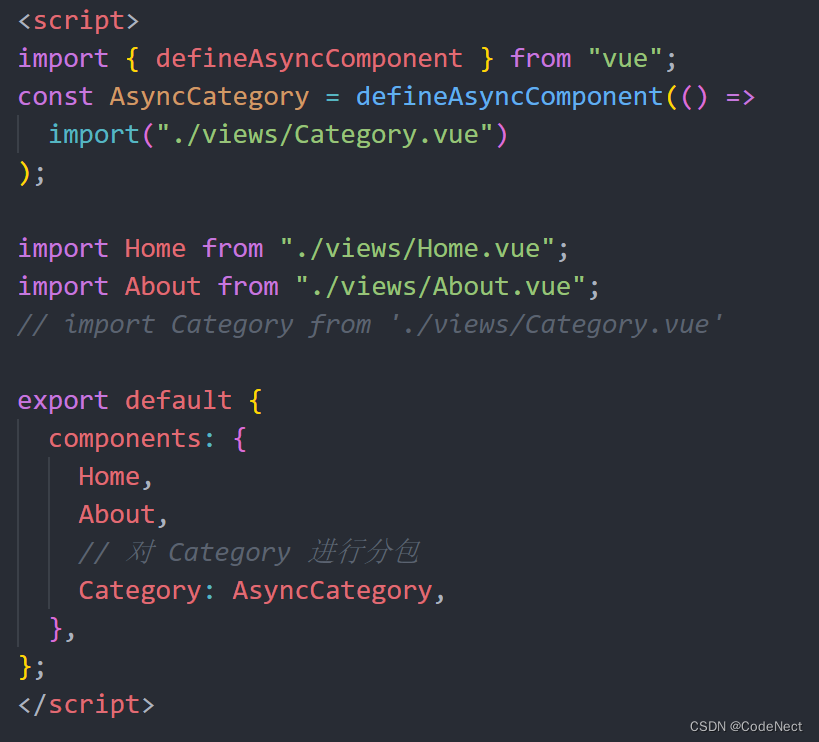 <script>
import { defineAsyncComponent } from "vue";
const AsyncCategory = defineAsyncComponent(() =>
  import("./views/Category.vue")
);

import Home from "./views/Home.vue";
import About from "./views/About.vue";
// import Category from './views/Category.vue'

export default {
  components: {
    Home,
    About,
    // 对 Category 进行分包
    Category: AsyncCategory,
  },
};
</script>
CSDN @CodeNect